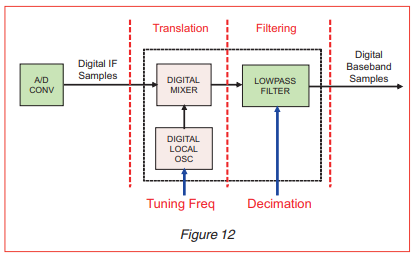 Translation
Filtering
A/D
CONV
Digital IF
Samples
DIGITAL
MIXER
LOWPASS
FILTER
Digital
Baseband
Samples
DIGITAL
LOCAL
OSC
Tuning Freq
Decimation
Figure 12